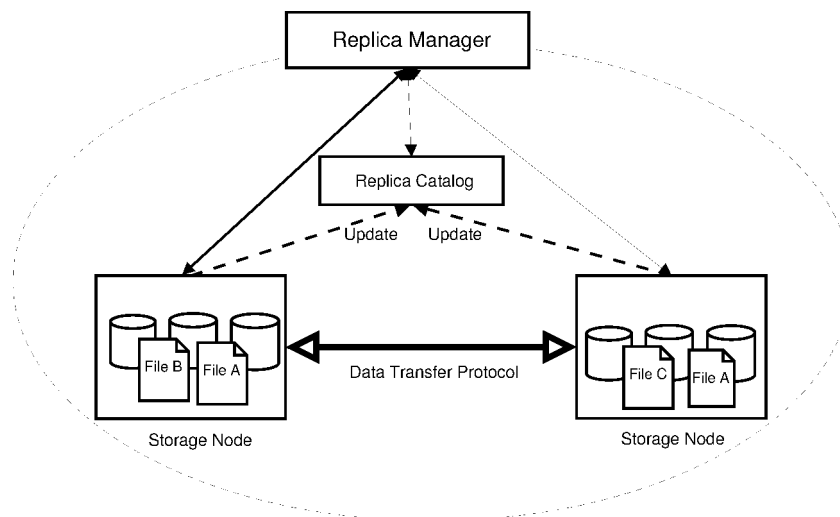 Replica Manager
Replica Catalog
Update
Update
File B
File A
File C
File A
Data Transfer Protocol
Storage Node
Storage Node